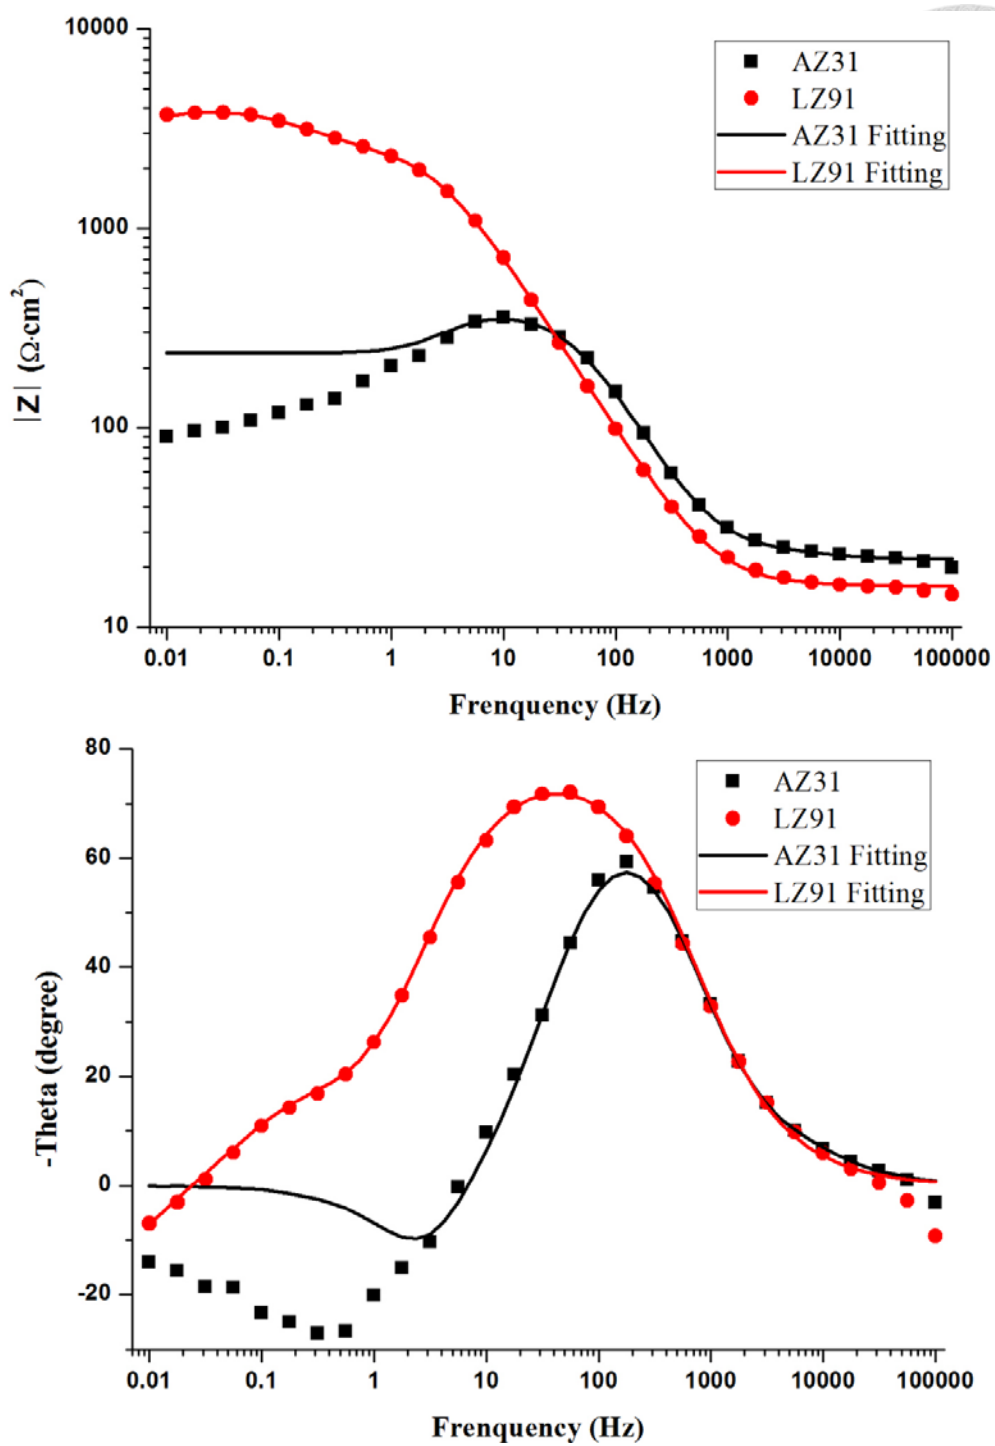 10000
1000
100
10
|Z| (Ω·cm²)
AZ31
LZ91
AZ31 Fitting
LZ91 Fitting
0.01 0.1 1 10 100 1000 10000 100000
Frenquency (Hz)
80
60
40
20
0
-20
-Theta (degree)
AZ31
LZ91
AZ31 Fitting
LZ91 Fitting
0.01 0.1 1 10 100 1000 10000 100000
Frenquency (Hz)